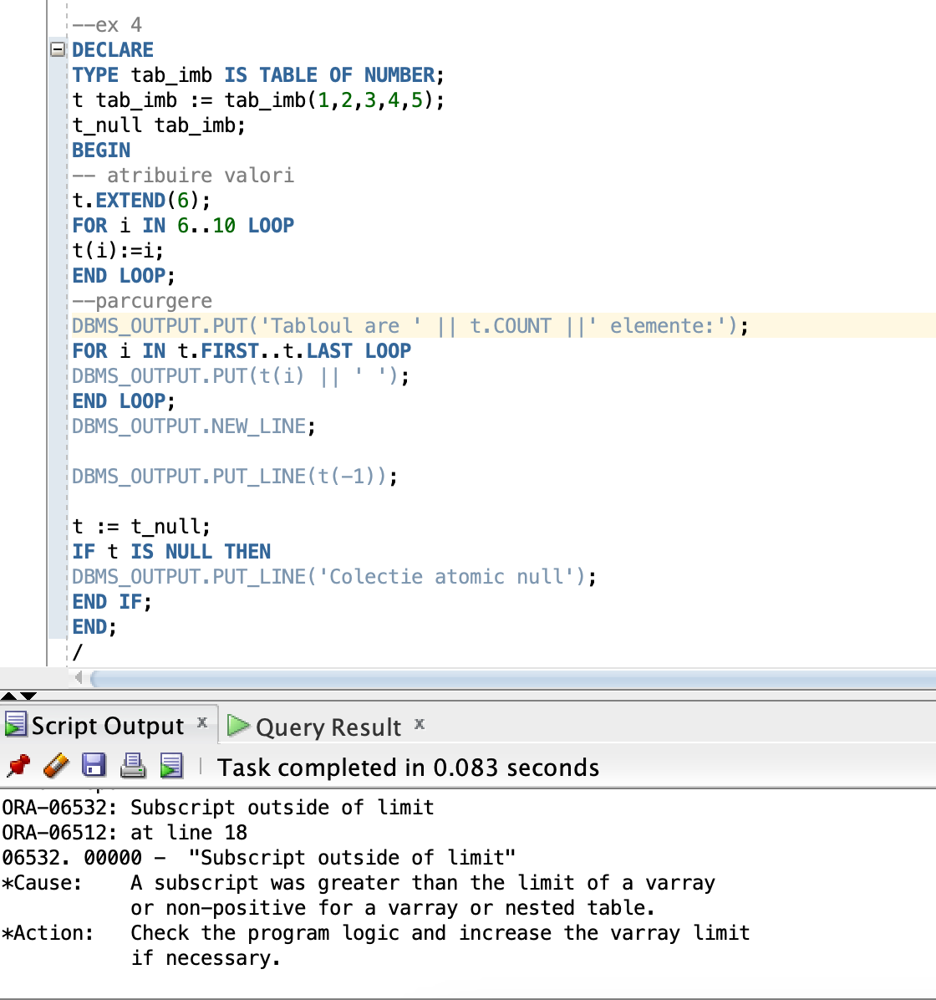 --ex 4
DECLARE
TYPE tab_imb IS TABLE OF NUMBER;
t tab_imb := tab_imb(1,2,3,4,5);
t_null tab_imb;
BEGIN
-- atribuire valori
t.EXTEND(6);
FOR i IN 6..10 LOOP
t(i):=i;
END LOOP;
--parcurgere
DBMS_OUTPUT.PUT('Tabloul are ' || t.COUNT ||' elemente:');
FOR i IN t.FIRST..t.LAST LOOP
DBMS_OUTPUT.PUT(t(i) || ' ');
END LOOP;
DBMS_OUTPUT.NEW_LINE;
DBMS_OUTPUT.PUT_LINE(t(-1));
t := t_null;
IF t IS NULL THEN
DBMS_OUTPUT.PUT_LINE('Colectie atomic null');
END IF;
END;
/
Script Output x Query Result x
Task completed in 0.083 seconds
ORA-06532: Subscript outside of limit
ORA-06512: at line 18
06532. 00000 -  "Subscript outside of limit"
*Cause:    A subscript was greater than the limit of a varray
or non-positive for a varray or nested table.
*Action:   Check the program logic and increase the varray limit
if necessary.